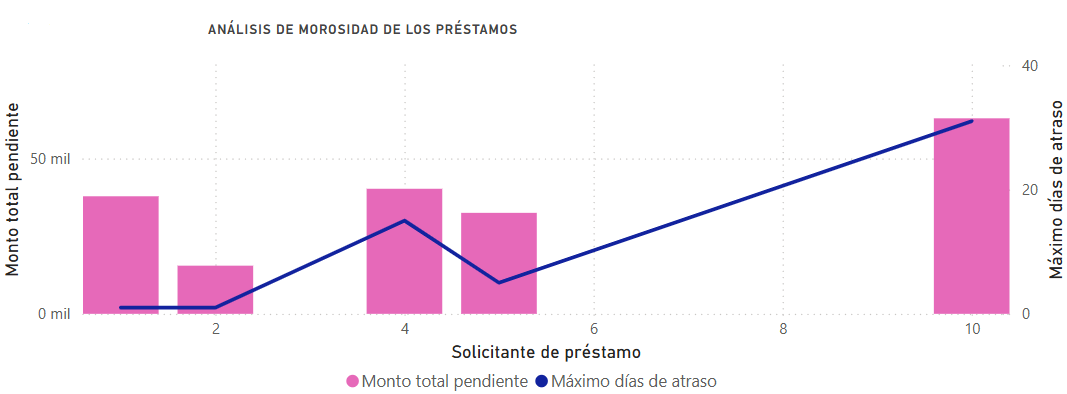 ANÁLISIS DE MOROSIDAD DE LOS PRÉSTAMOS
Monto total pendiente
50 mil
0 mil
40
20
0
Máximo días de atraso
2 4 6 8 10
Solicitante de préstamo
Monto total pendiente Máximo días de atraso